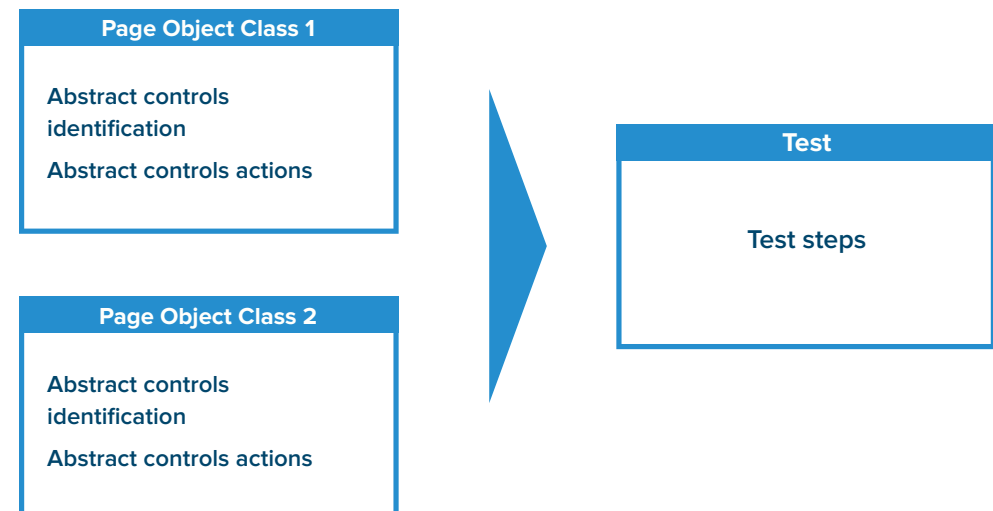 Page Object Class 1
Abstract controls
identification
Abstract controls actions
Test
Test steps
Page Object Class 2
Abstract controls
identification
Abstract controls actions